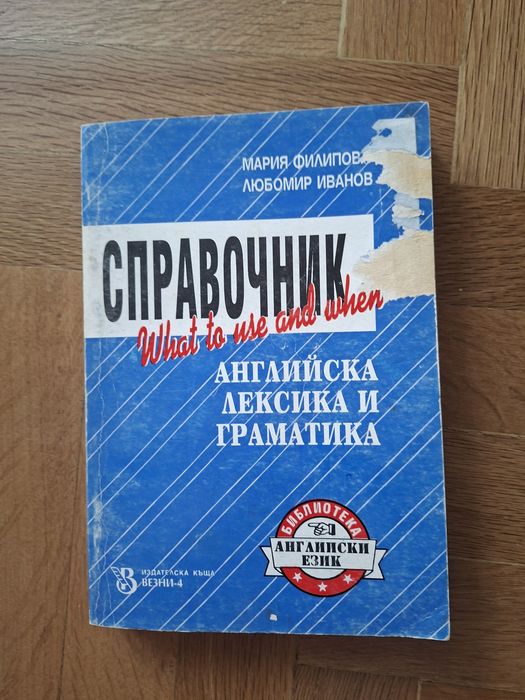 МАРИЯ ФИЛИПОВ
ЛЮБОМИР ИВАНОВ
СПРАВОЧНИК
What to use and when
АНГЛИЙСКА
ЛЕКСИКА И
ГРАМАТИКА
БИБЛИОТЕКА
АНГЛИЙСКИ
ЕЗИК
ИЗДАТЕЛСКА КЪЩА
ВЕЗНИ-4